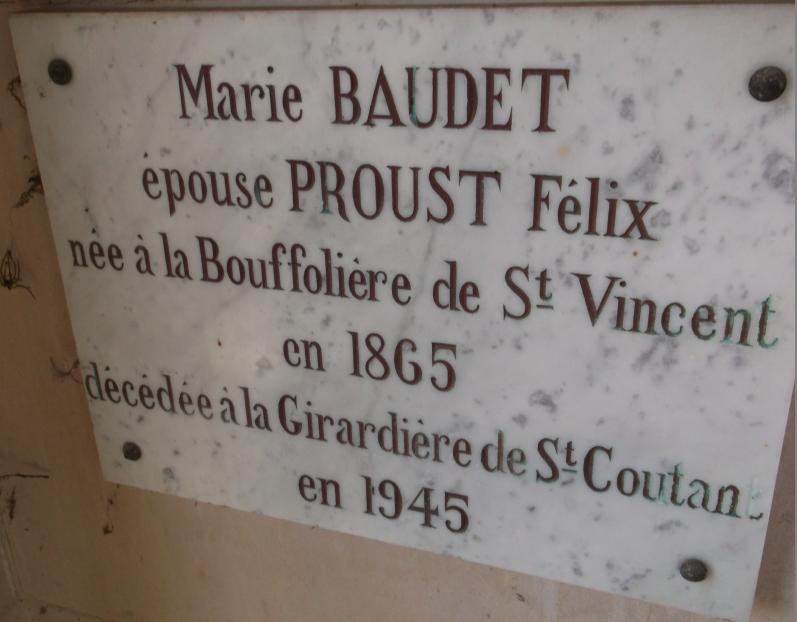 Marie BAUDET
épouse PROUST Félix
née à la Bouffolière de St Vincent
en 1865
décédée à la Girardière de St Coutant
en 1945